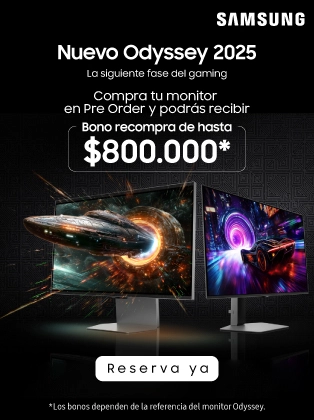 SAMSUNG
Nuevo Odyssey 2025
La siguiente fase del gaming
Compra tu monitor
en Pre Order y podrás recibir
Bono recompra de hasta
$800.000*
Reserva ya
*Los bonos dependen de la referencia del monitor Odyssey.